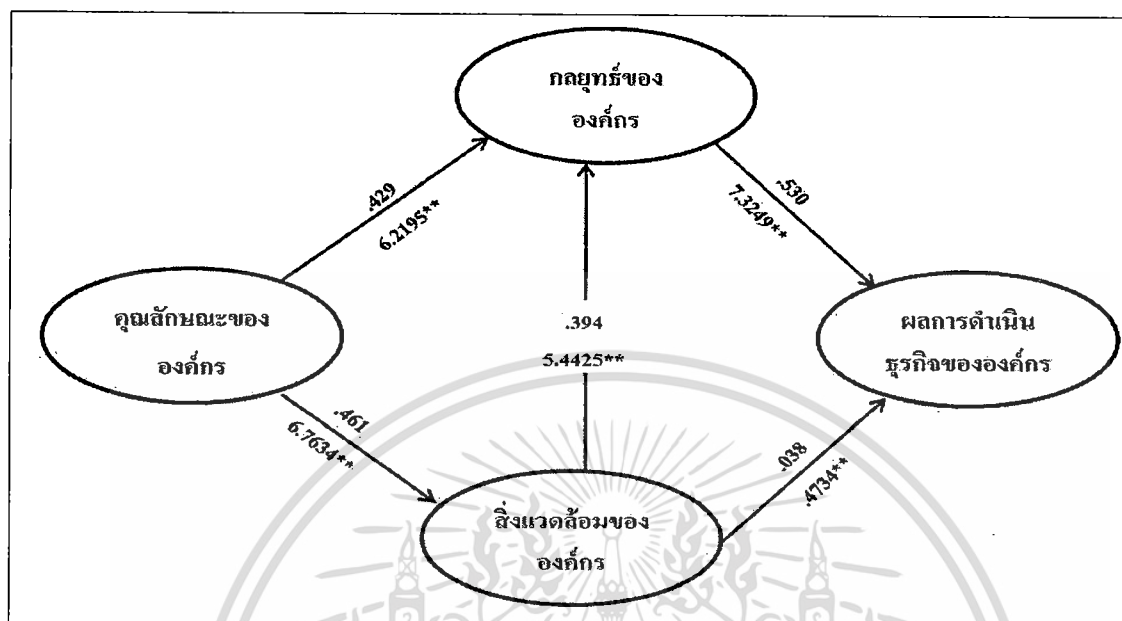 กลยุทธ์ของ
องค์กร
.429
6.2195**
.530
7.3249**
คุณลักษณะของ
องค์กร
.394
5.4425**
ผลการดำเนิน
ธุรกิจขององค์กร
.461
6.7634**
.038
.4734**
สิ่งแวดล้อมของ
องค์กร